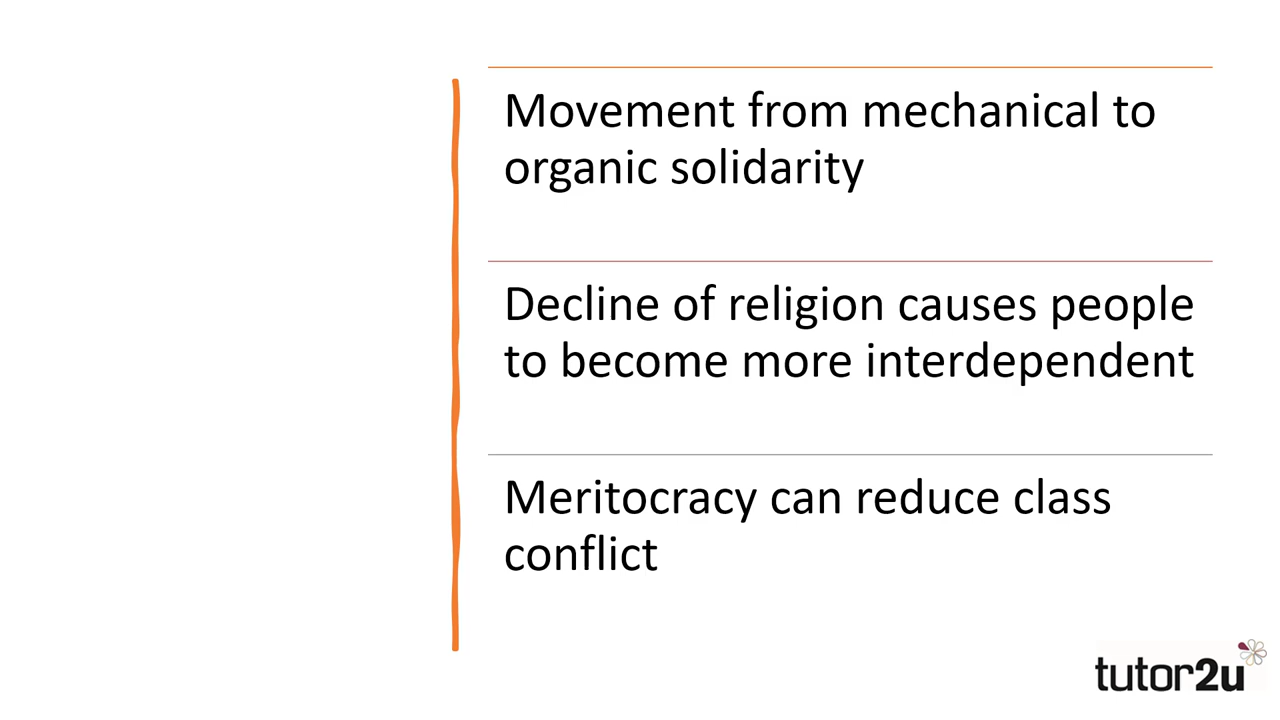 Movement from mechanical to
organic solidarity
Decline of religion causes people
to become more interdependent
Meritocracy can reduce class
conflict
tutor2u